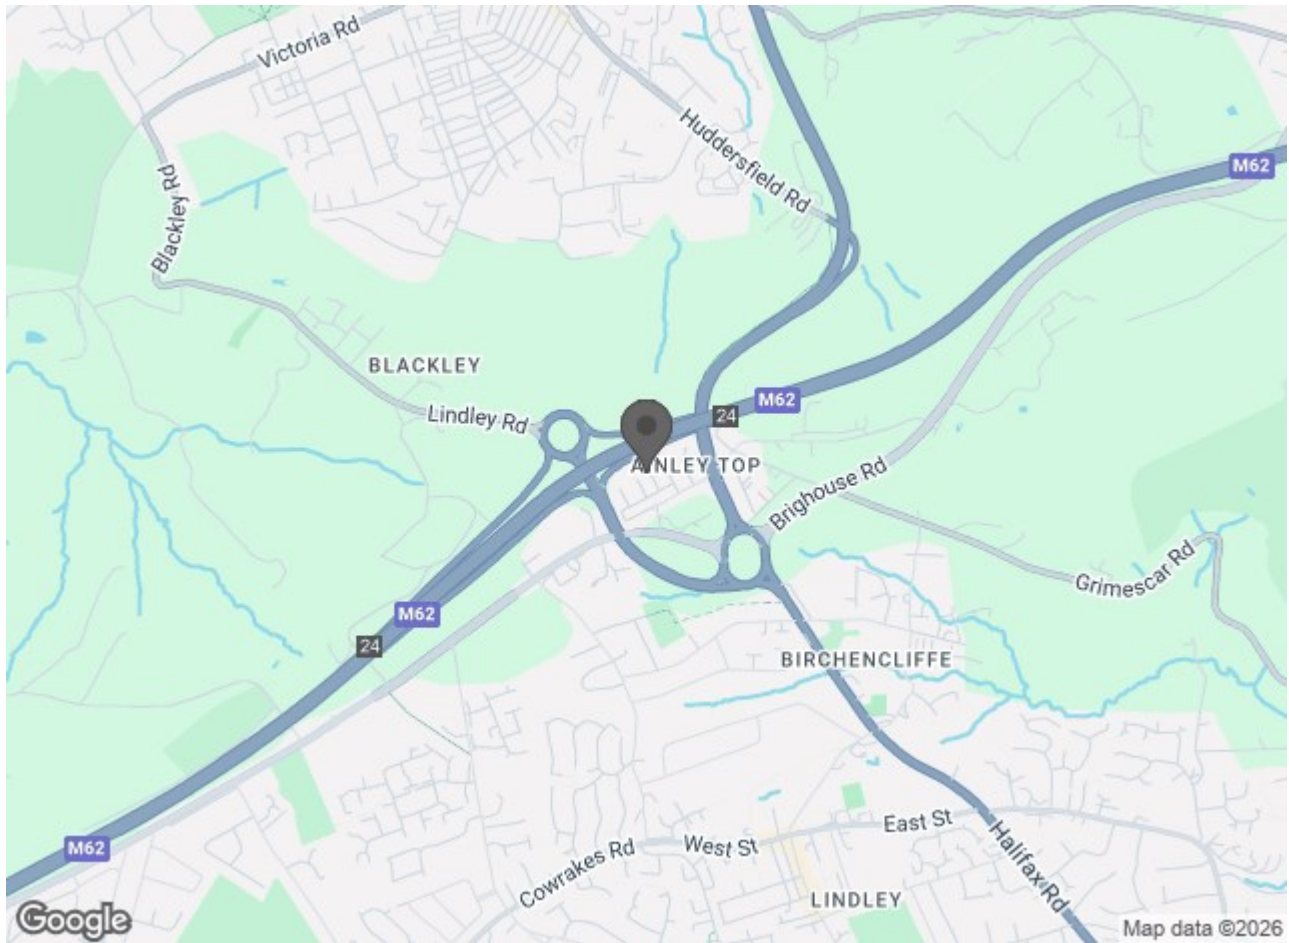 Victoria Rd
Huddersfield Rd
M62
Blackley Rd
BLACKLEY
M62
24
Lindley Rd
AINLEY TOP
Brighouse Rd
Grimescar Rd
M62
24
BIRCHENCLIFFE
East St
West St
M62
Cowrakes Rd
Halifax Rd
LINDLEY
Google
Map data ©2026